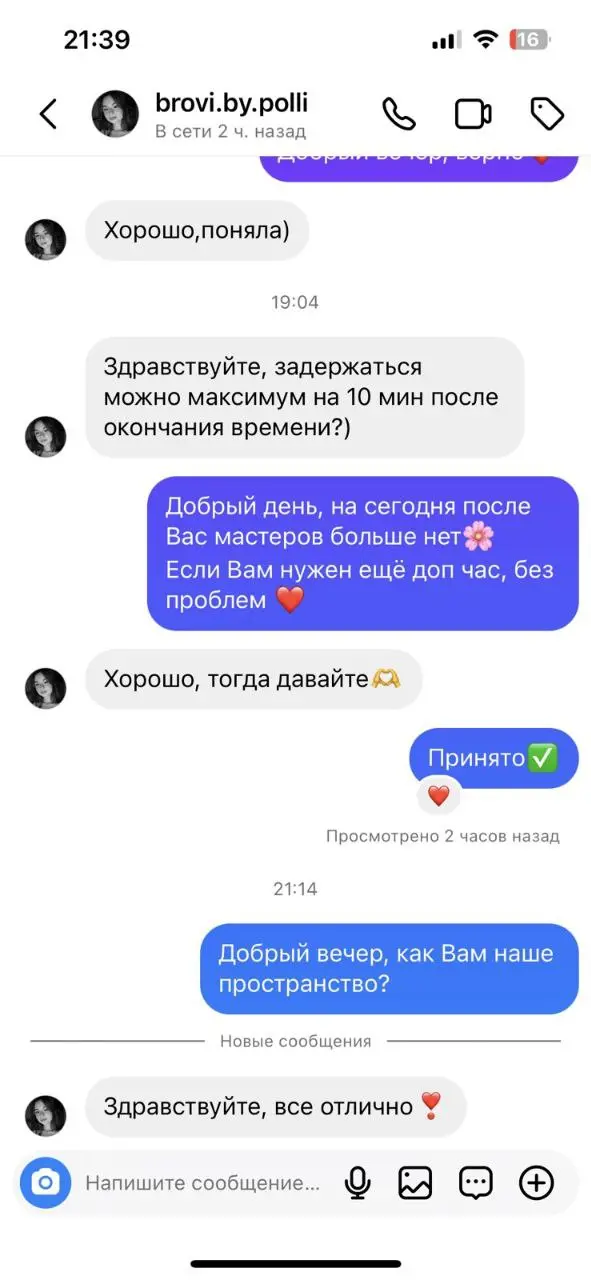 21:39
16
brovi.by.polli
В сети 2 ч. назад
Добрый вечер, верно ❤️
Хорошо,поняла)
19:04
Здравствуйте, задержаться
можно максимум на 10 мин после
окончания времени?)
Добрый день, на сегодня после
Вас мастеров больше нет🌸
Если Вам нужен ещё доп час, без
проблем ❤️
Хорошо, тогда давайте🫶
Принято✅
❤️
Просмотрено 2 часов назад
21:14
Добрый вечер, как Вам наше
пространство?
Новые сообщения
Здравствуйте, все отлично ❣️
Напишите сообщение...